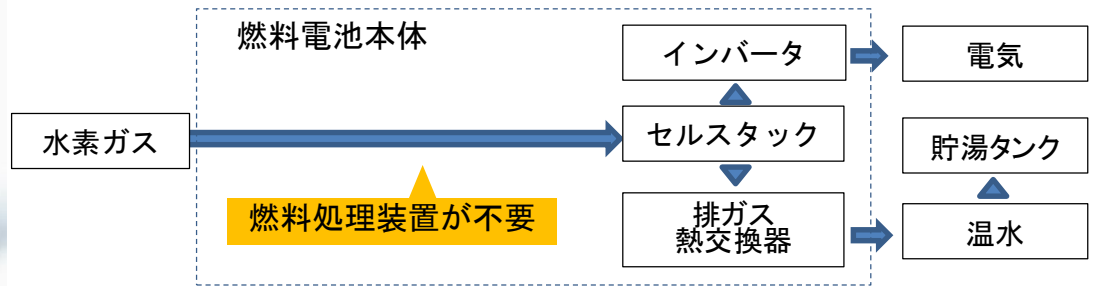 燃料電池本体
インバータ
電気
水素ガス
セルスタック
貯湯タンク
燃料処理装置が不要
排ガス
熱交換器
温水